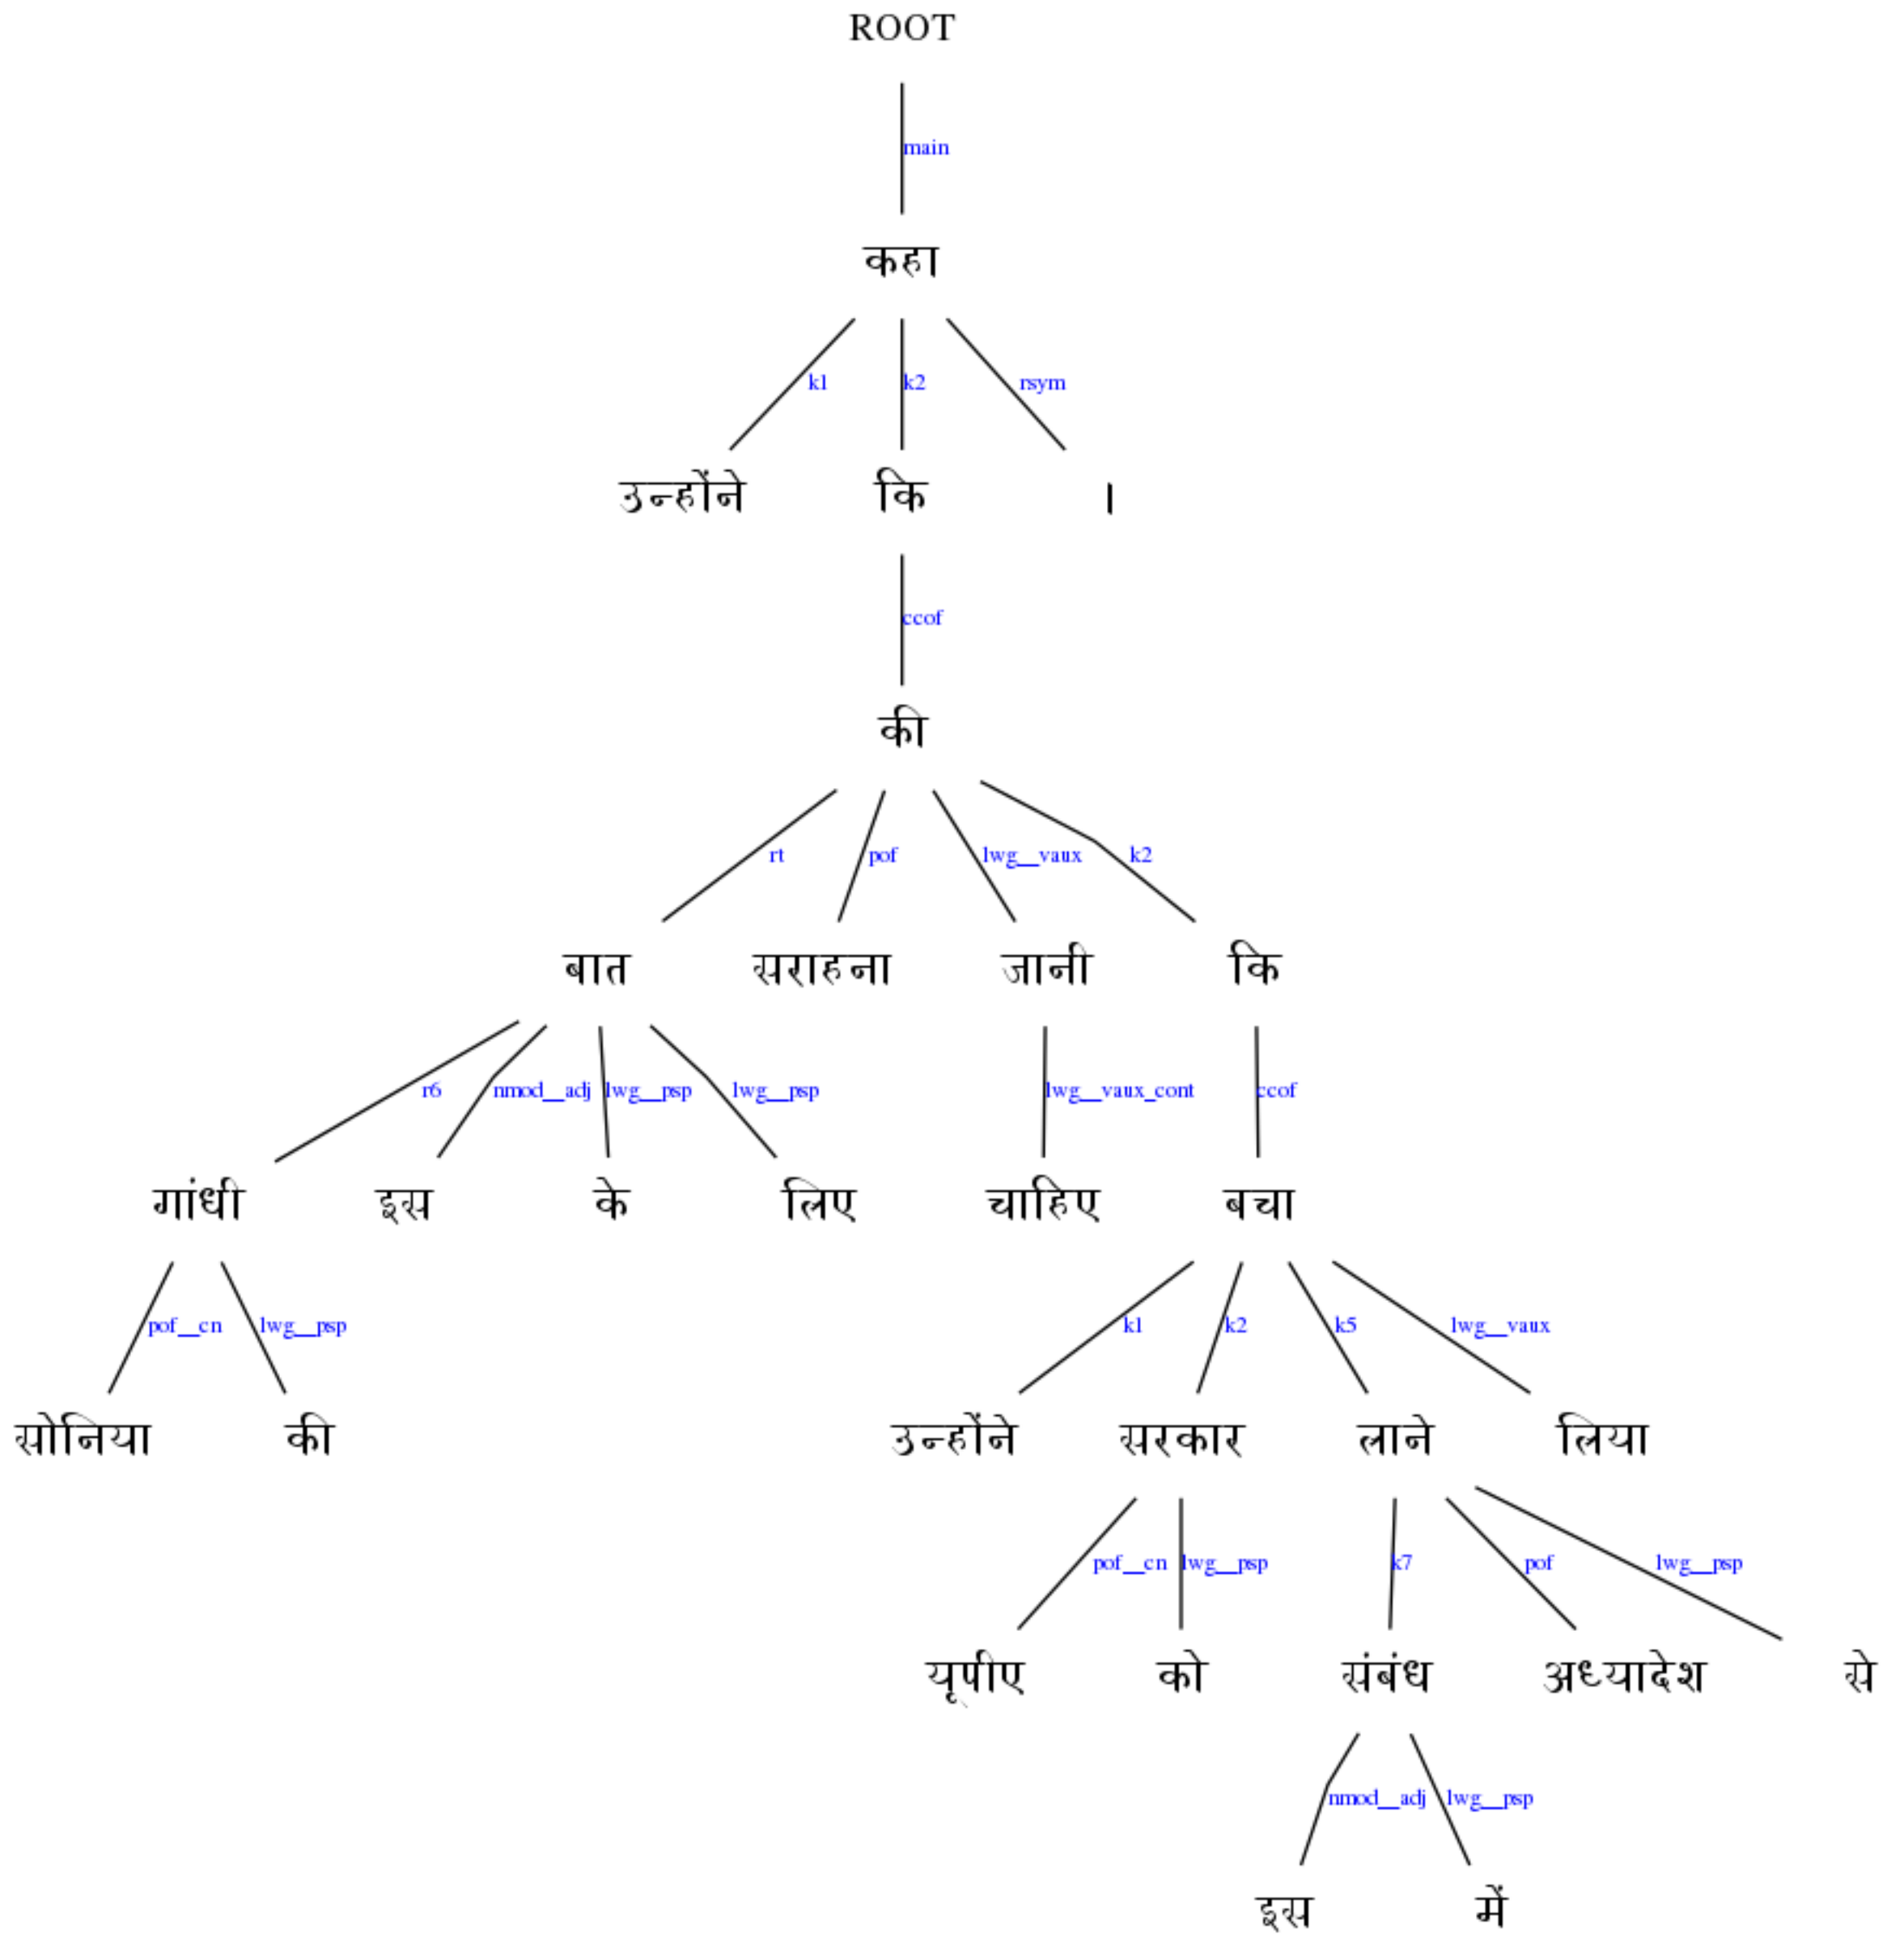 ROOT
main
कहा
k1 k2 rsym
उन्होंने कि ।
ccof
की
rt pof lwg__vaux k2
बात सराहना जानी कि
r6 nmod__adj lwg__psp lwg__psp lwg__vaux_cont ccof
गांधी इस के लिए चाहिए बचा
pof__cn lwg__psp k1 k2 k5 lwg__vaux
सोनिया की उन्होंने सरकार लाने लिया
pof__cn lwg__psp k7 pof lwg__psp
यूपीए को संबंध अध्यादेश से
nmod__adj lwg__psp
इस में